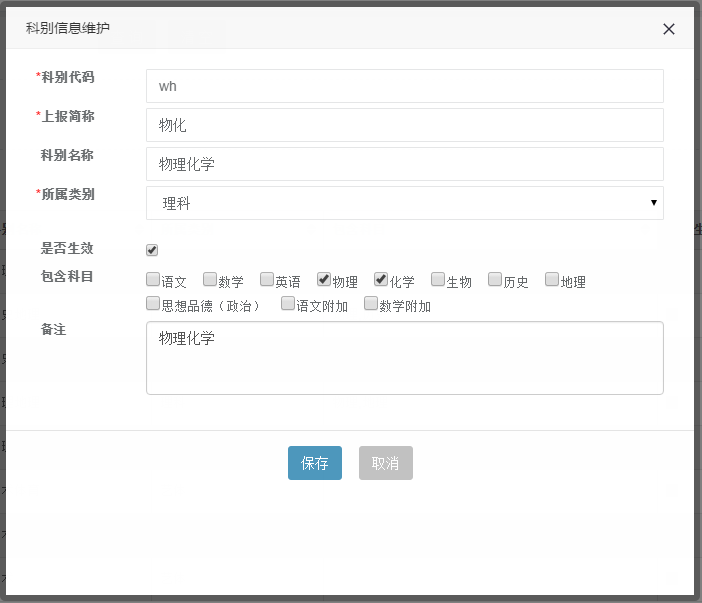 科别信息维护
*科别代码 wh
*上报简称 物化
科别名称 物理化学
*所属类别 理科
是否生效
包含科目 语文 数学 英语 物理 化学 生物 历史 地理
思想品德（政治） 语文附加 数学附加
备注 物理化学
保存 取消